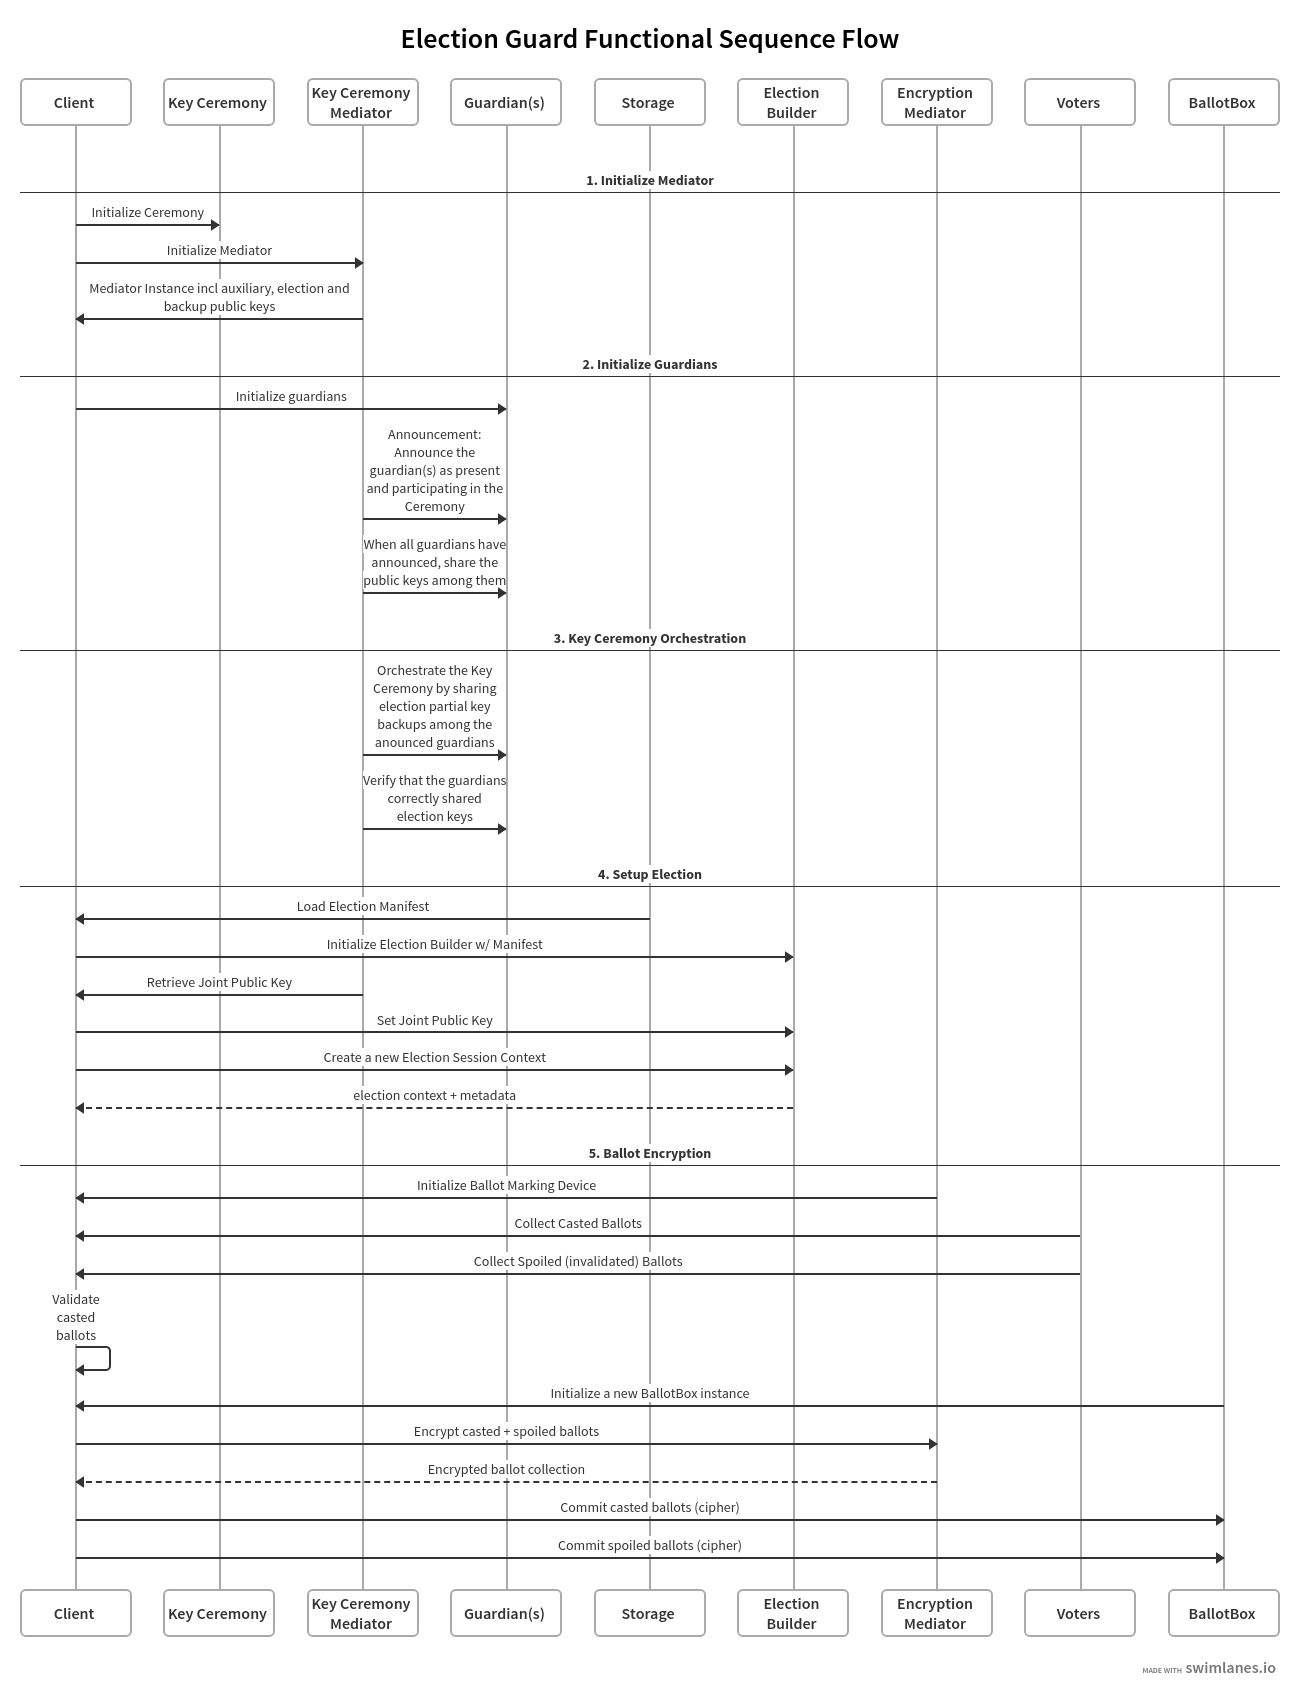 Election Guard Functional Sequence Flow
Client
Key Ceremony
Key Ceremony
Mediator
Guardian(s)
Storage
Election
Builder
Encryption
Mediator
Voters
BallotBox
1. Initialize Mediator
Initialize Ceremony
Initialize Mediator
Mediator Instance incl auxiliary, election and
backup public keys
2. Initialize Guardians
Initialize guardians
Announcement:
Announce the
guardian(s) as present
and participating in the
Ceremony
When all guardians have
announced, share the
public keys among them
3. Key Ceremony Orchestration
Orchestrate the Key
Ceremony by sharing
election partial key
backups among the
anounced guardians
Verify that the guardians
correctly shared
election keys
4. Setup Election
Load Election Manifest
Initialize Election Builder w/ Manifest
Retrieve Joint Public Key
Set Joint Public Key
Create a new Election Session Context
election context + metadata
5. Ballot Encryption
Initialize Ballot Marking Device
Collect Casted Ballots
Collect Spoiled (invalidated) Ballots
Validate
casted
ballots
Initialize a new BallotBox instance
Encrypt casted + spoiled ballots
Encrypted ballot collection
Commit casted ballots (cipher)
Commit spoiled ballots (cipher)
Client
Key Ceremony
Key Ceremony
Mediator
Guardian(s)
Storage
Election
Builder
Encryption
Mediator
Voters
BallotBox
MADE WITH swimlanes.io